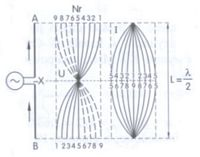 Nr
A 9 8 7 6 5 4 3 2 1
I
X U
5 4 3 2 1 2 3 4 5
5 6 7 8 9 8 7 6 5
L = λ/2
t
B 1 2 3 4 5 6 7 8 9